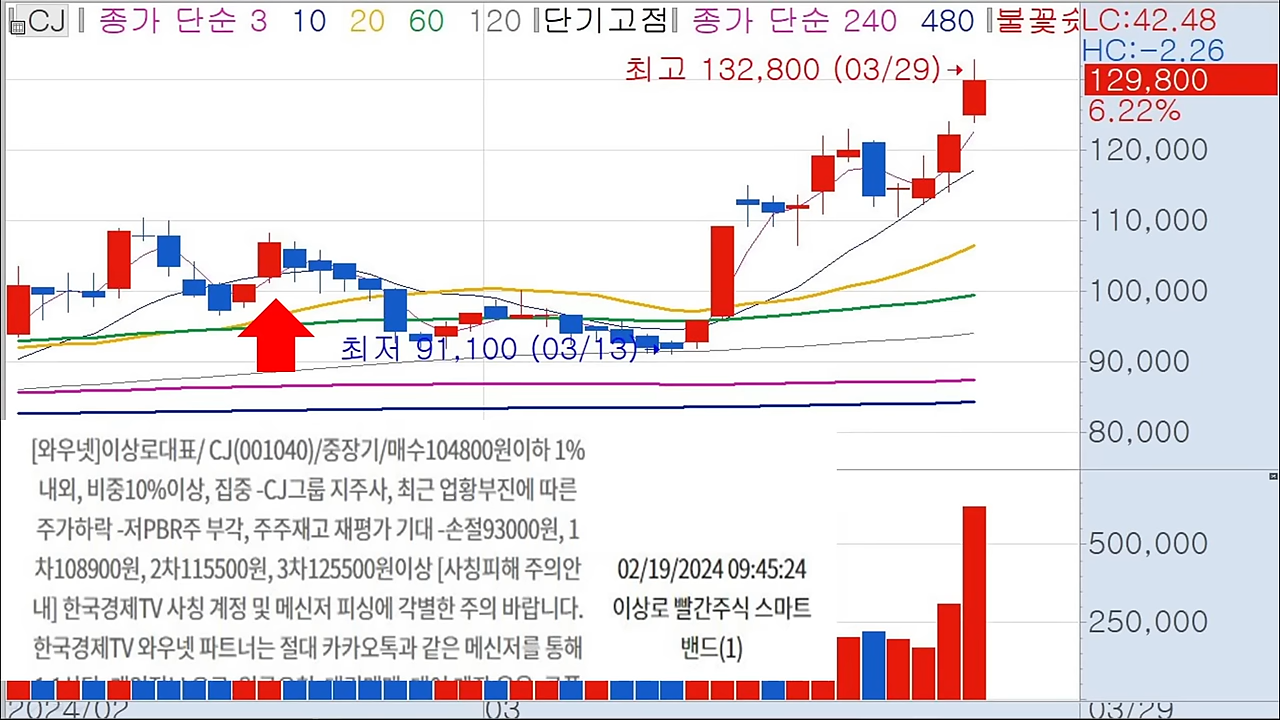 CJ 종가 단순 3 10 20 60 120 단기고점 종가 단순 240 480 불꽃슛
LC:42.48
HC:-2.26
최고 132,800 (03/29)
129,800
6.22%
120,000
110,000
100,000
최저 91,100 (03/13)
90,000
80,000
[와우넷]이상로대표/ CJ(001040)/중장기/매수104800원이하 1%
내외, 비중10%이상, 집중 -CJ그룹 지주사, 최근 업황부진에 따른
주가하락 -저PBR주 부각, 주주재고 재평가 기대 -손절93000원, 1
차108900원, 2차115500원, 3차125500원이상 [사칭피해 주의안
내] 한국경제TV 사칭 계정 및 메신저 피싱에 각별한 주의 바랍니다.
한국경제TV 와우넷 파트너는 절대 카카오톡과 같은 메신저를 통해
02/19/2024 09:45:24
이상로 빨간주식 스마트
밴드(1)
500,000
250,000
2024/02 03 03/29